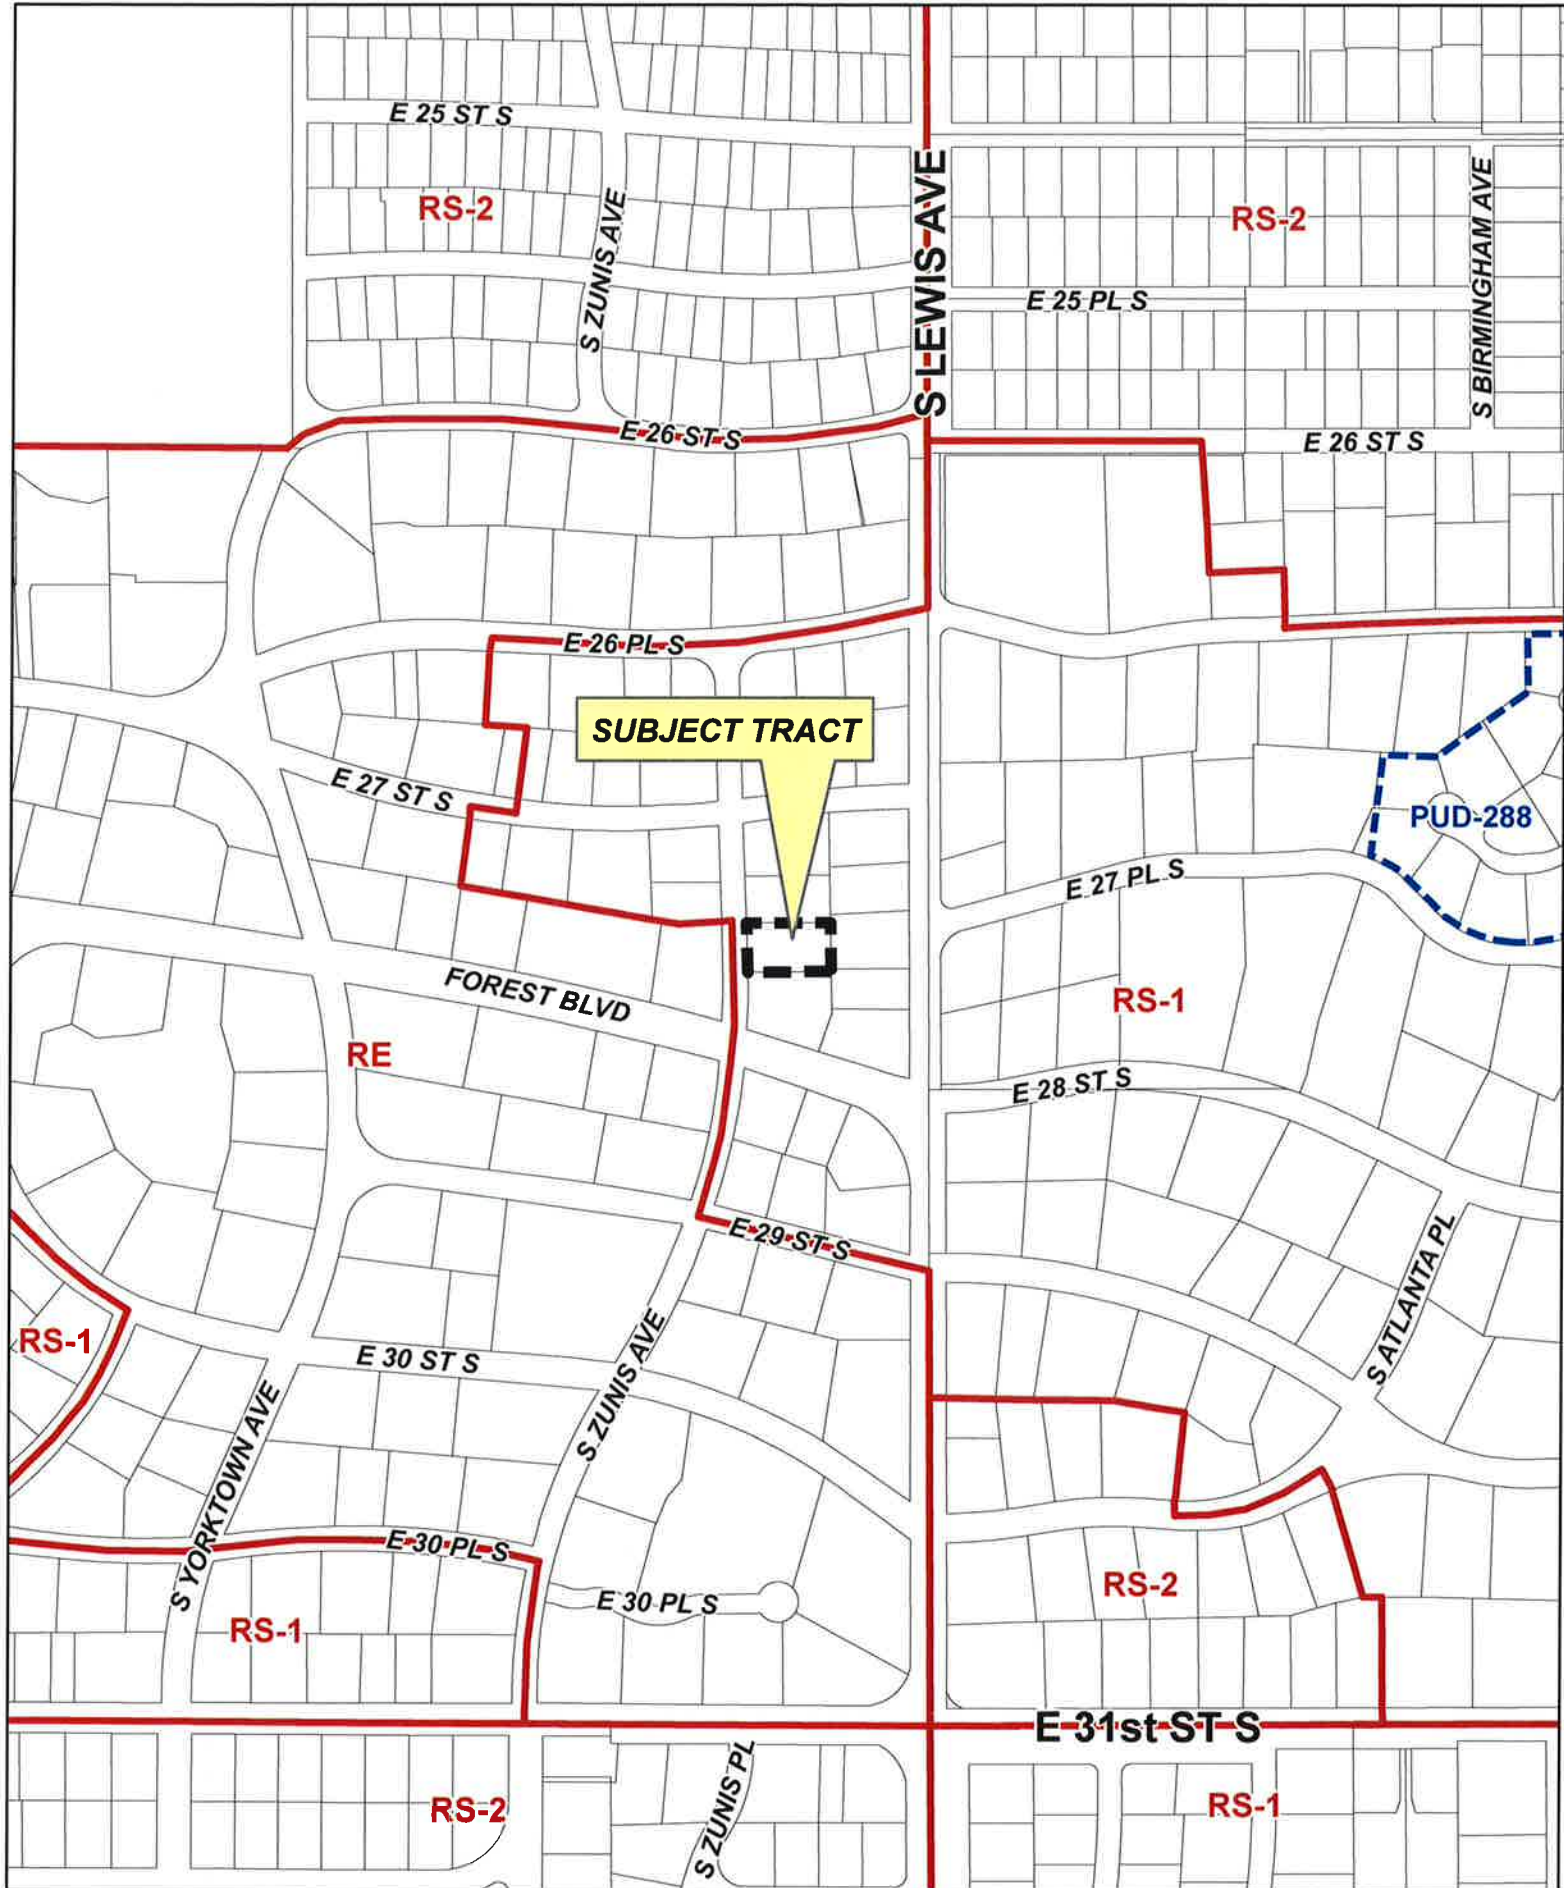 E 25 ST S
RS-2
S ZUNIS AVE
S LEWIS AVE
RS-2
E 25 PL S
S BIRMINGHAM AVE
E 26 ST S
E 26 ST S
E 26 PL S
SUBJECT TRACT
E 27 ST S
PUD-288
E 27 PL S
FOREST BLVD
RS-1
RE
E 28 ST S
E 29 ST S
S ATLANTA PL
RS-1
E 30 ST S
S ZUNIS AVE
S YORKTOWN AVE
E 30 PL S
E 30 PL S
RS-2
RS-1
E 31st ST S
S ZUNIS PL
RS-2
RS-1